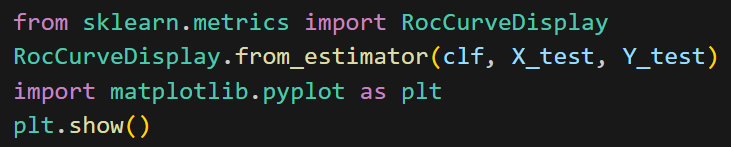 from sklearn.metrics import RocCurveDisplay
RocCurveDisplay.from_estimator(clf, X_test, Y_test)
import matplotlib.pyplot as plt
plt.show()